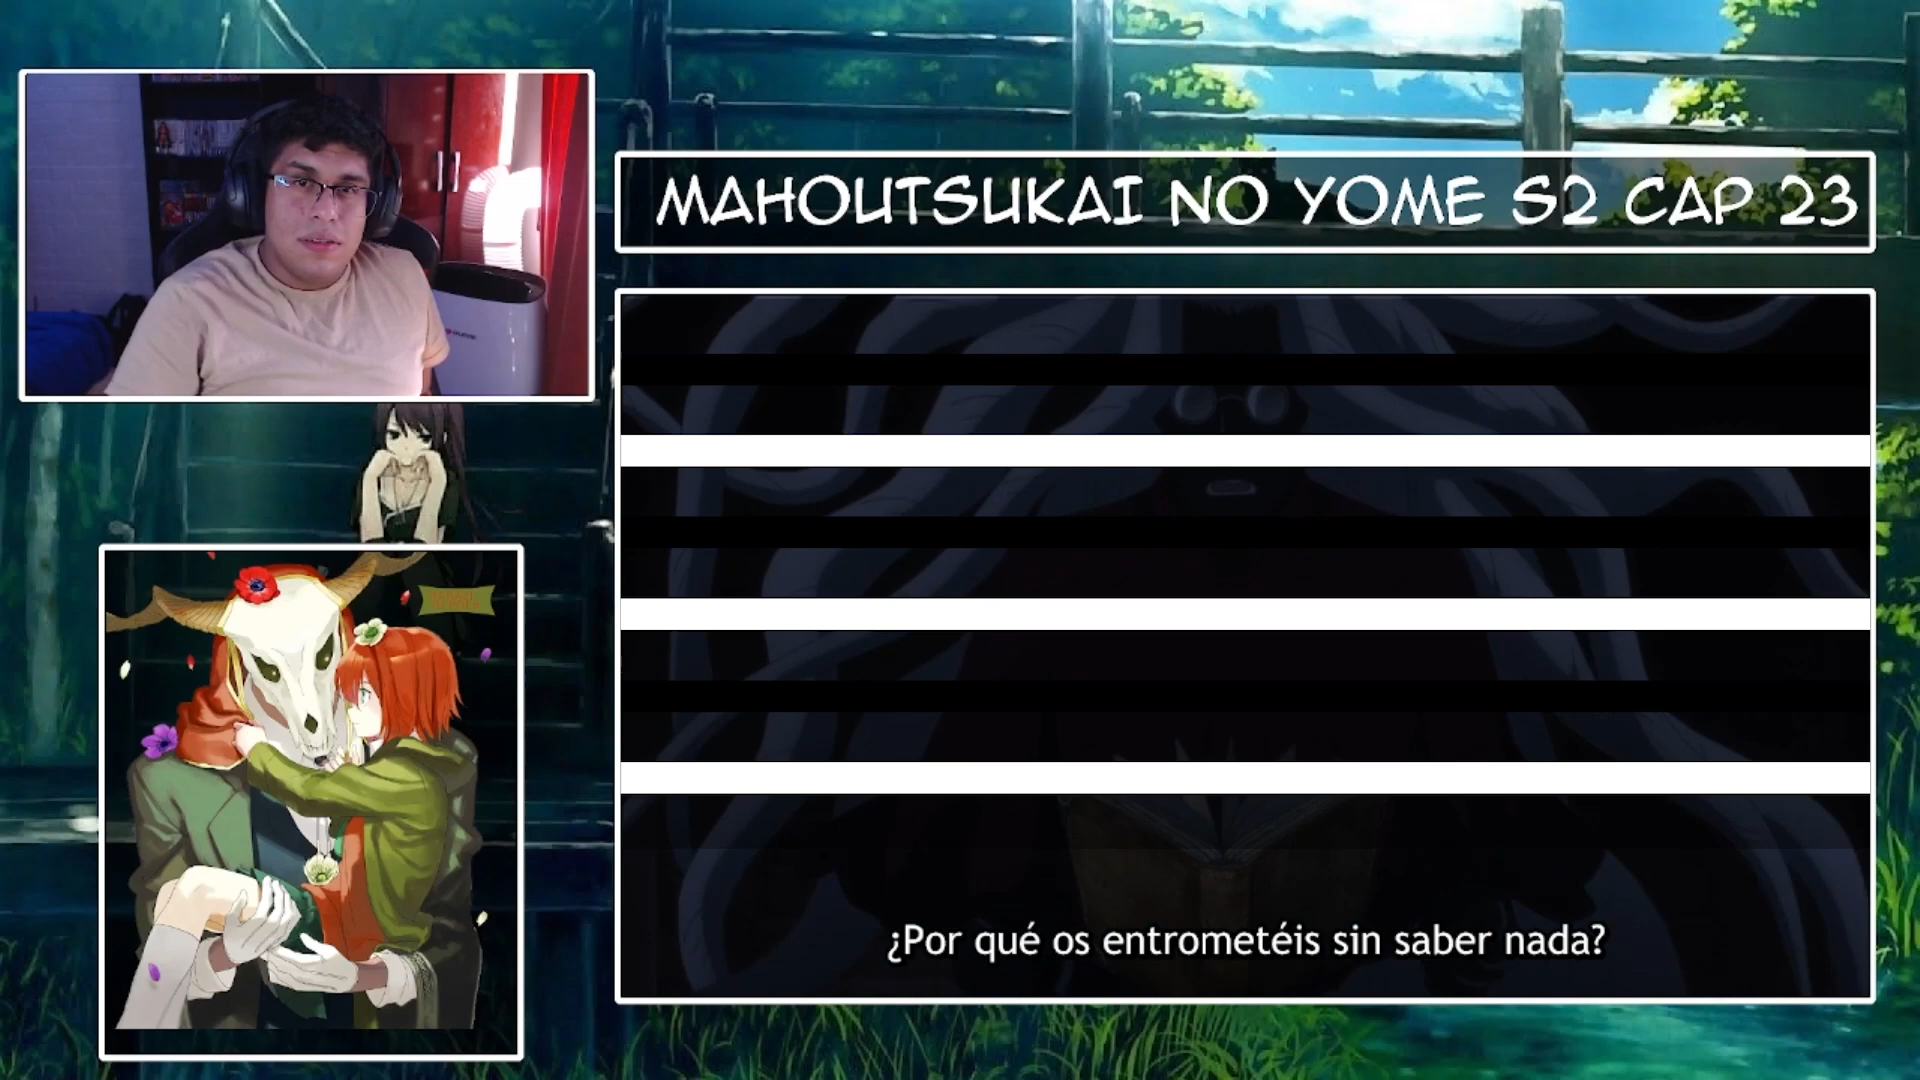 MAHOUTSUKAI NO YOME S2 CAP 23
¿Por qué os entrometéis sin saber nada?